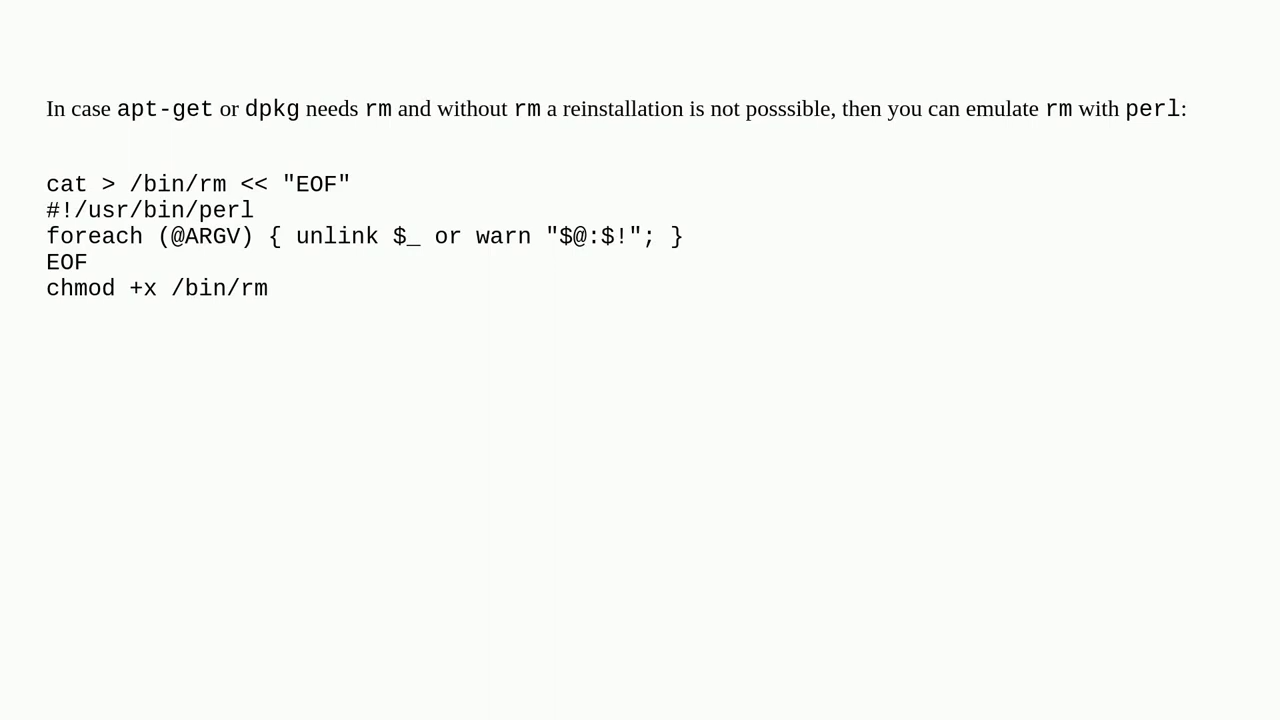 In case apt-get or dpkg needs rm and without rm a reinstallation is not posssible, then you can emulate rm with perl:
cat > /bin/rm << "EOF"
#!/usr/bin/perl
foreach (@ARGV) { unlink $_ or warn "$@:$!"; }
EOF
chmod +x /bin/rm